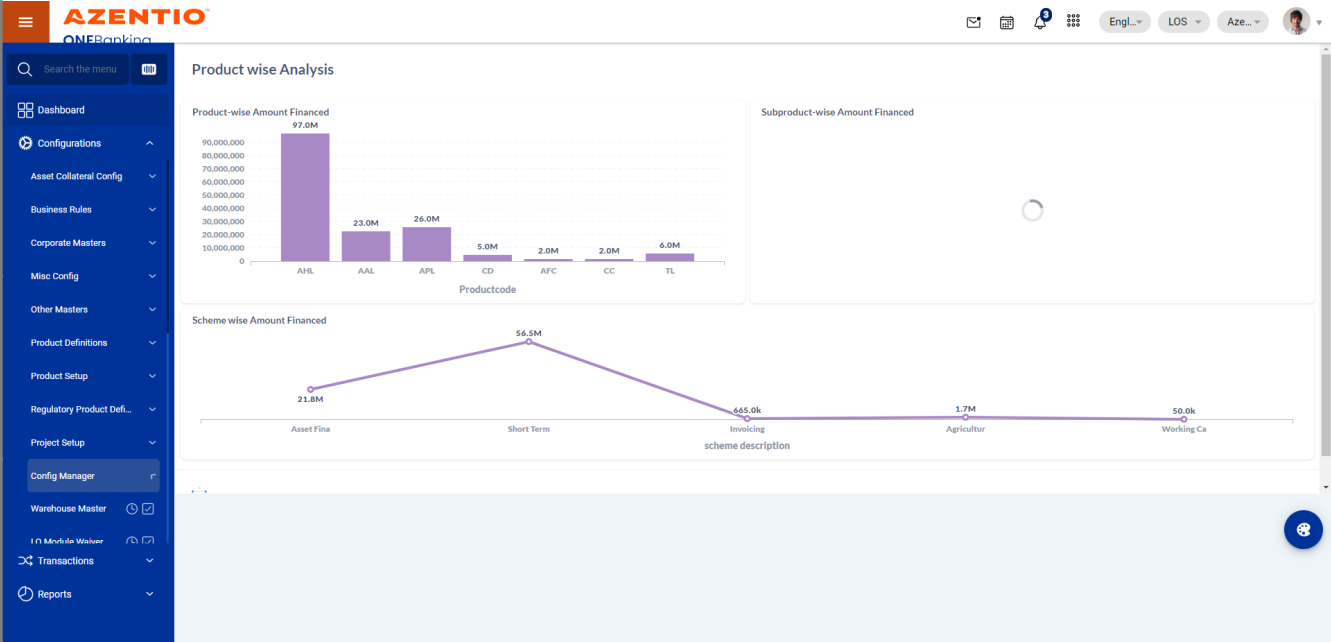 AZENTIO
ONEBanking
3
Engl...
LOS
Aze...
Search the menu
Dashboard
Configurations
Asset Collateral Config
Business Rules
Corporate Masters
Misc Config
Other Masters
Product Definitions
Product Setup
Regulatory Product Defi...
Project Setup
Config Manager
Warehouse Master
LO Module Waiver
Transactions
Reports
Product wise Analysis
Product-wise Amount Financed
97.0M
90,000,000
80,000,000
70,000,000
60,000,000
50,000,000
40,000,000
30,000,000
20,000,000
10,000,000
0
23.0M
26.0M
5.0M
2.0M
2.0M
6.0M
AHL
AAL
APL
CD
AFC
CC
TL
Productcode
Subproduct-wise Amount Financed
Scheme wise Amount Financed
56.5M
21.8M
665.0k
1.7M
50.0k
Asset Fina
Short Term
Invoicing
Agricultur
Working Ca
scheme description